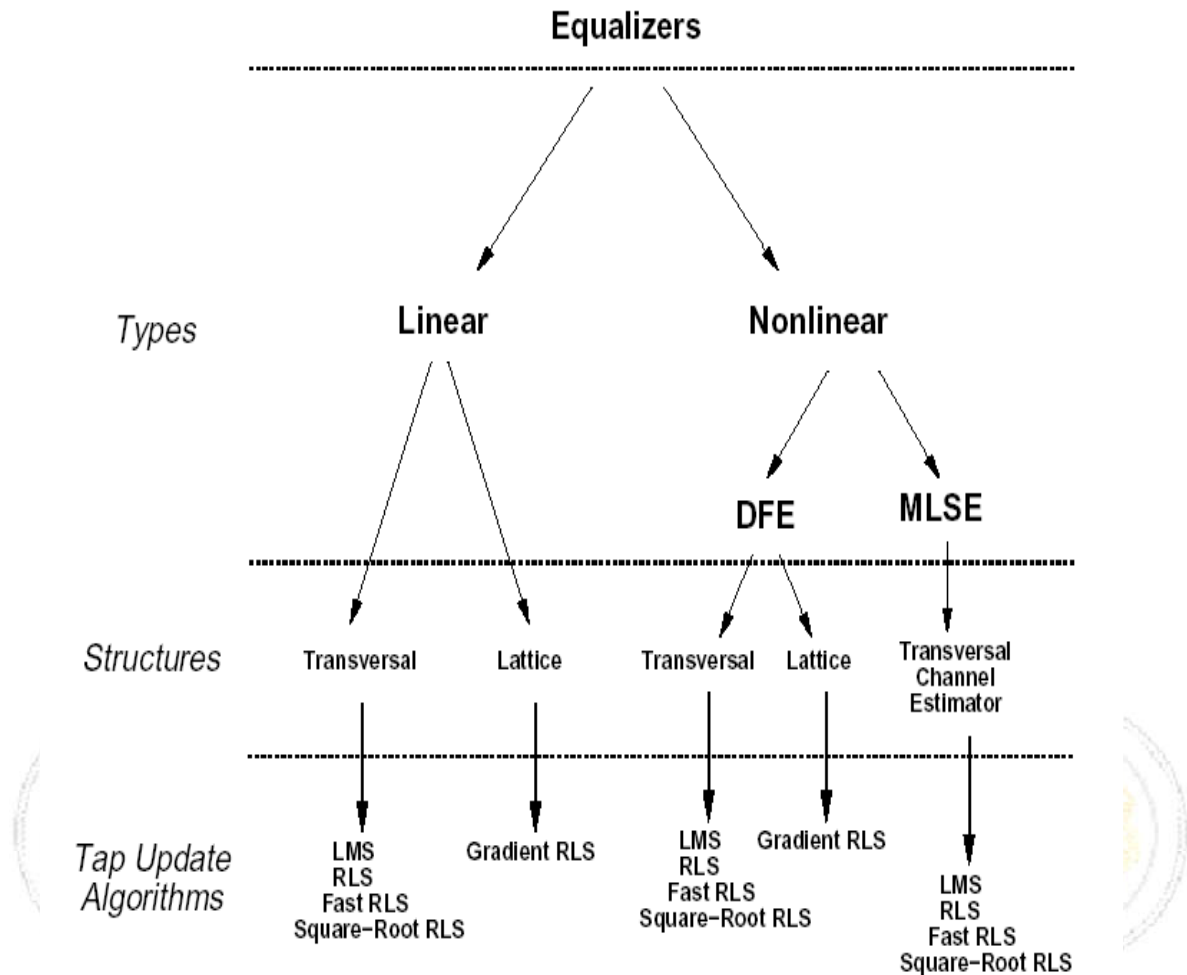 Equalizers
Types
Linear
Nonlinear
DFE
MLSE
Structures
Transversal
Lattice
Transversal
Lattice
Transversal
Channel
Estimator
Tap Update
Algorithms
LMS
RLS
Fast RLS
Square-Root RLS
Gradient RLS
LMS
RLS
Fast RLS
Square-Root RLS
Gradient RLS
LMS
RLS
Fast RLS
Square-Root RLS